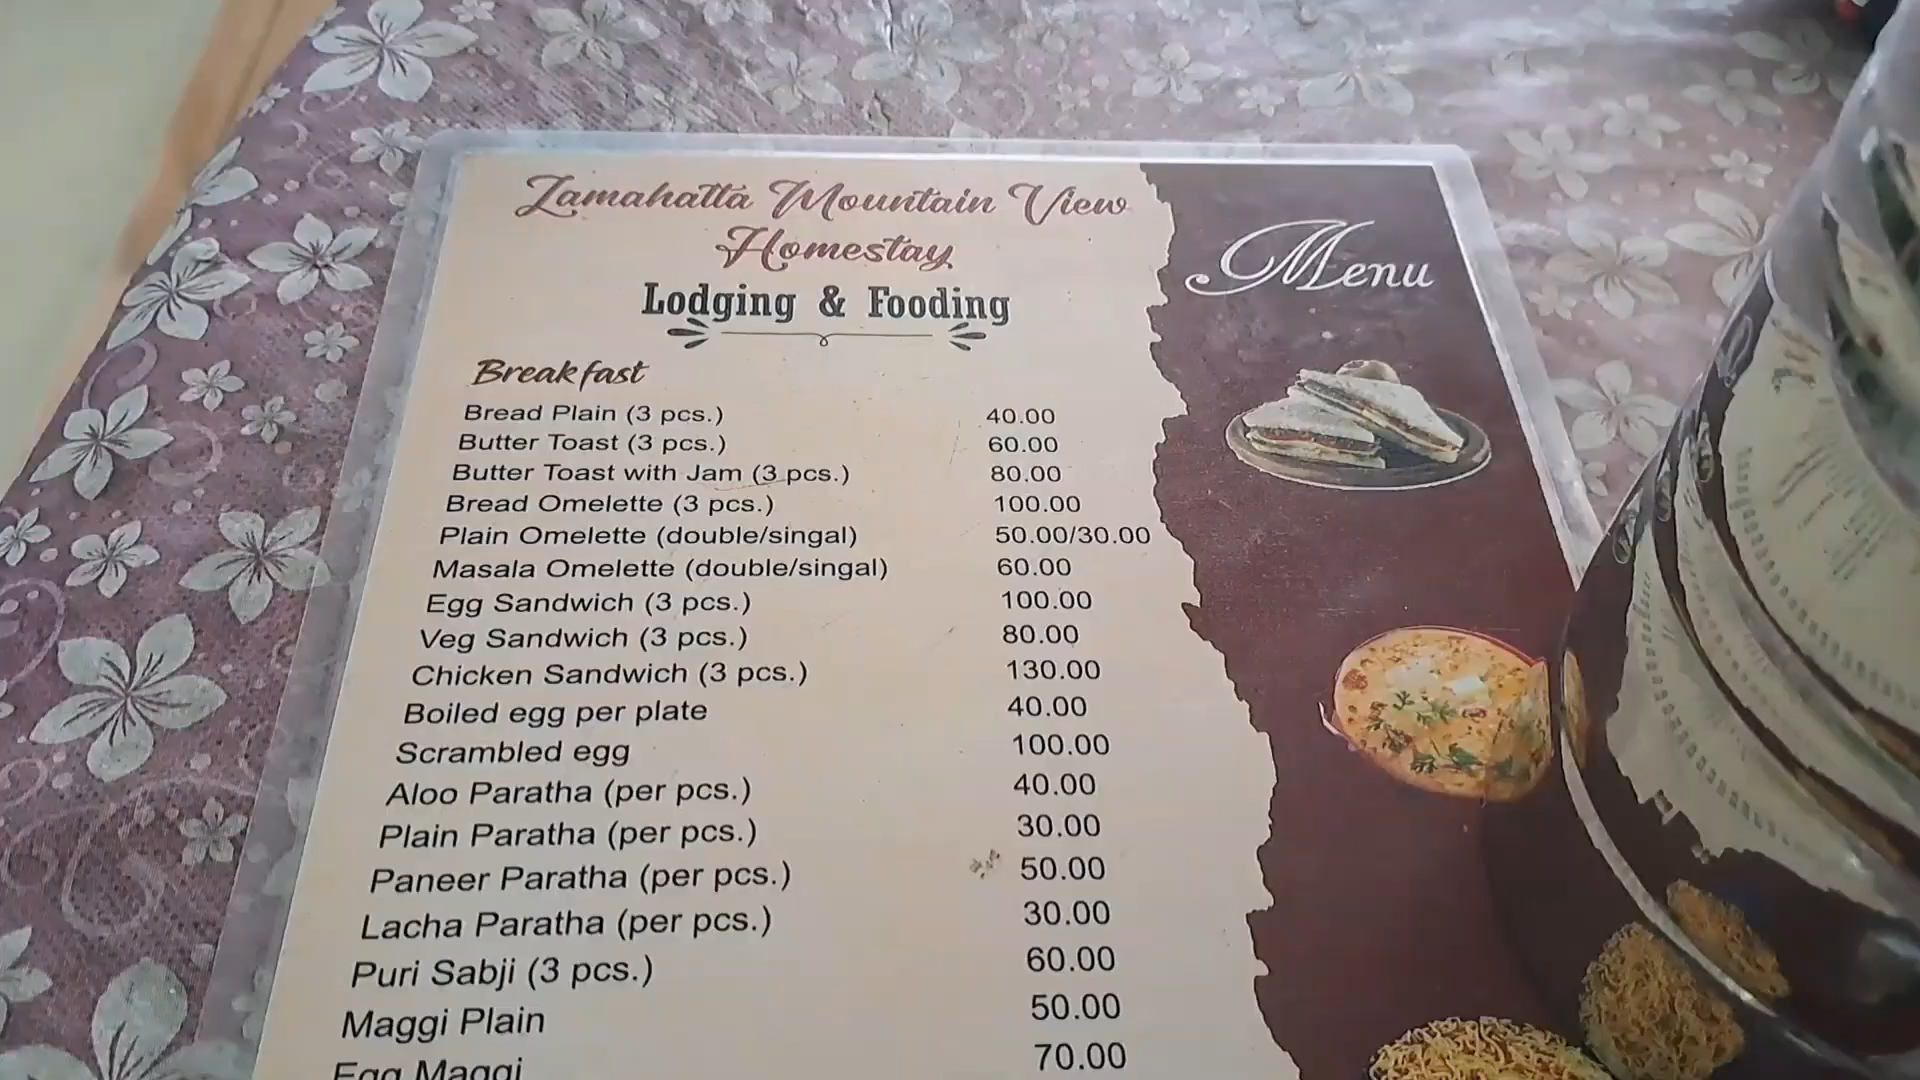 Lamahatta Mountain View
Homestay
Lodging & Fooding
Menu
Breakfast
Bread Plain (3 pcs.) 40.00
Butter Toast (3 pcs.) 60.00
Butter Toast with Jam (3 pcs.) 80.00
Bread Omelette (3 pcs.) 100.00
Plain Omelette (double/singal) 50.00/30.00
Masala Omelette (double/singal) 60.00
Egg Sandwich (3 pcs.) 100.00
Veg Sandwich (3 pcs.) 80.00
Chicken Sandwich (3 pcs.) 130.00
Boiled egg per plate 40.00
Scrambled egg 100.00
Aloo Paratha (per pcs.) 40.00
Plain Paratha (per pcs.) 30.00
Paneer Paratha (per pcs.) 50.00
Lacha Paratha (per pcs.) 30.00
Puri Sabji (3 pcs.) 60.00
Maggi Plain 50.00
Egg Maggi 70.00